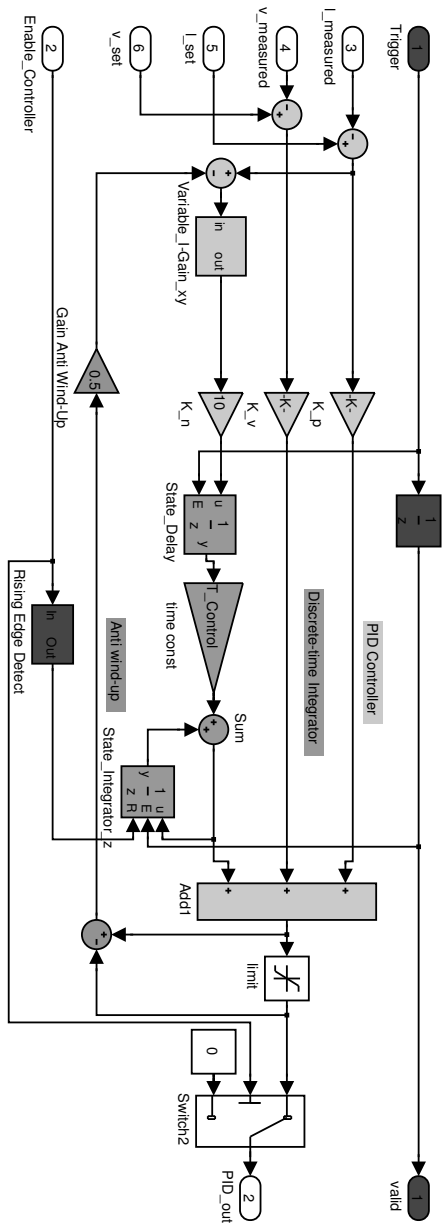 1
Trigger
3
I_measured
4
v_measured
5
I_set
6
v_set
2
Enable_Controller
-
+
-
+
+
-
in out
Variable_I-Gain_xy
-K-
K_p
-K-
K_v
10
K_n
1
z
u
E
1
z
y
State_Delay
T_Control
time const
PID Controller
Discrete-time Integrator
Anti wind-up
0.5
Gain Anti Wind-Up
In Out
Rising Edge Detect
+
+
Sum
u
E
R
1
z
y
State_Integrator_z
+
+
+
Add1
+
-
limit
0
Switch2
1
valid
2
PID_out